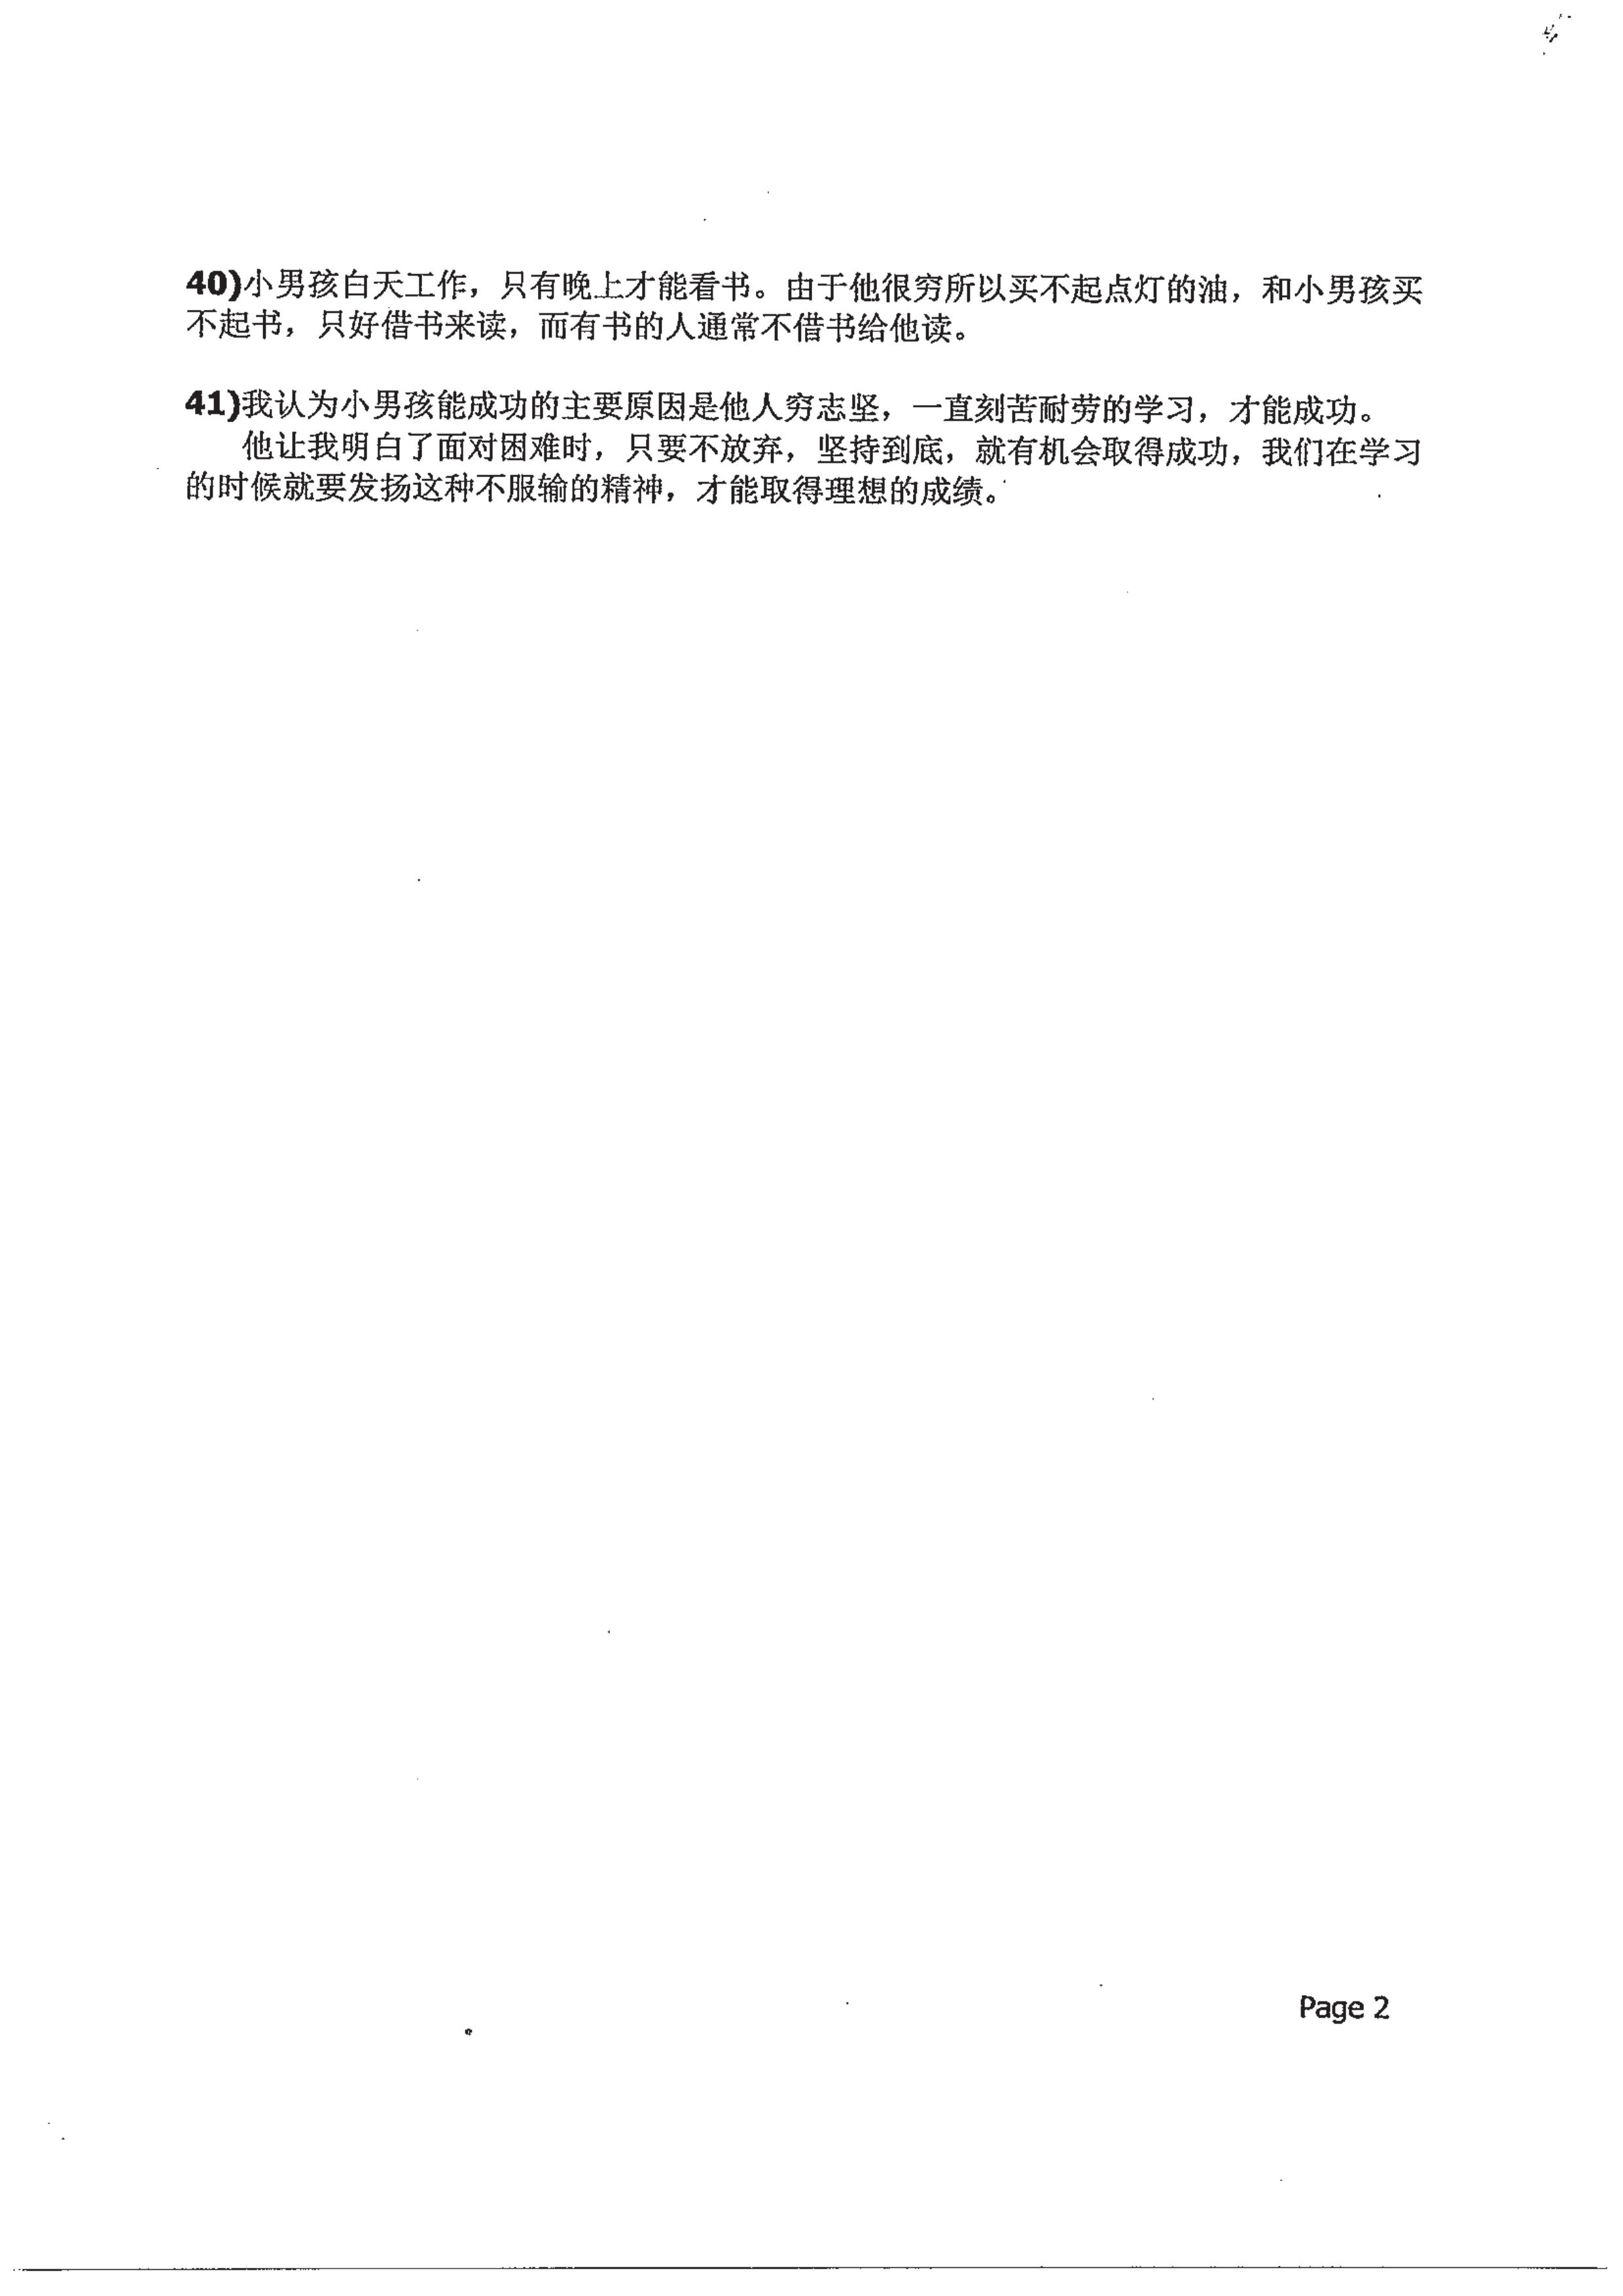 40)小男孩白天工作，只有晚上才能看书。由于他很穷所以买不起点灯的油，和小男孩买
不起书，只好借书来读，而有书的人通常不借书给他读。
41)我认为小男孩能成功的主要原因是他人穷志坚，一直刻苦耐劳的学习，才能成功。
他让我明白了面对困难时，只要不放弃，坚持到底，就有机会取得成功，我们在学习
的时候就要发扬这种不服输的精神，才能取得理想的成绩。
Page 2